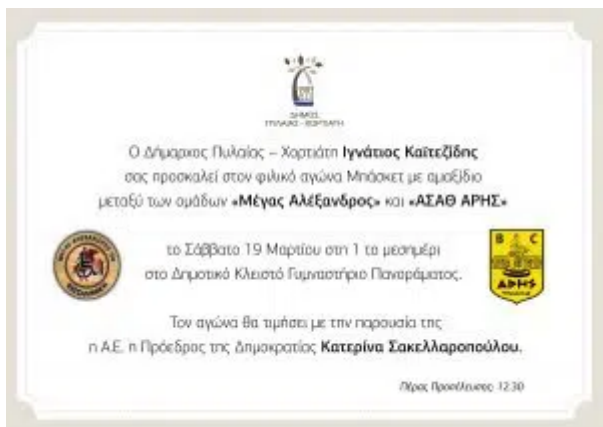 ΔΗΜΟΣ
ΠΥΛΑΙΑΣ - ΧΟΡΤΙΑΤΗ
Ο Δήμαρχος Πυλαίας – Χορτιάτη Ιγνάτιος Καϊτεζίδης
σας προσκαλεί στον φιλικό αγώνα Μπάσκετ με αμαξίδιο
μεταξύ των ομάδων «Μέγας Αλέξανδρος» και «ΑΣΑΘ ΑΡΗΣ»
το Σάββατο 19 Μαρτίου στη 1 το μεσημέρι
στο Δημοτικό Κλειστό Γυμναστήριο Πανοράματος.
B C
ΑΡΗΣ
Τον αγώνα θα τιμήσει με την παρουσία της
η Α.Ε. η Πρόεδρος της Δημοκρατίας Κατερίνα Σακελλαροπούλου.
Πέρας Προσέλευσης: 12.30